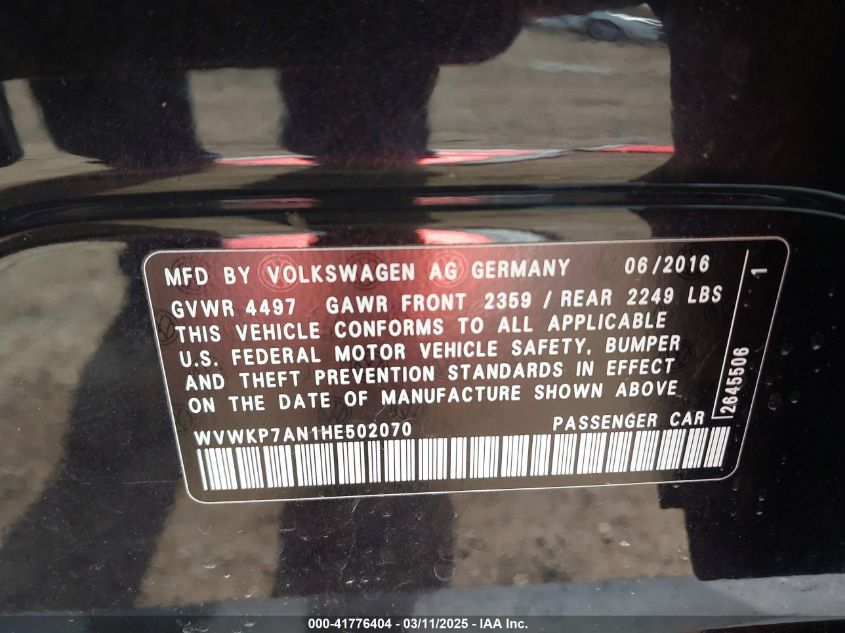 MFD BY VOLKSWAGEN AG GERMANY 06/2016
GVWR 4497 GAWR FRONT 2359 / REAR 2249 LBS
THIS VEHICLE CONFORMS TO ALL APPLICABLE
U.S. FEDERAL MOTOR VEHICLE SAFETY, BUMPER
AND THEFT PREVENTION STANDARDS IN EFFECT
ON THE DATE OF MANUFACTURE SHOWN ABOVE
WVWKP7AN1HE502070 PASSENGER CAR
2645506 1
000-41776404 - 03/11/2025 - IAA Inc.